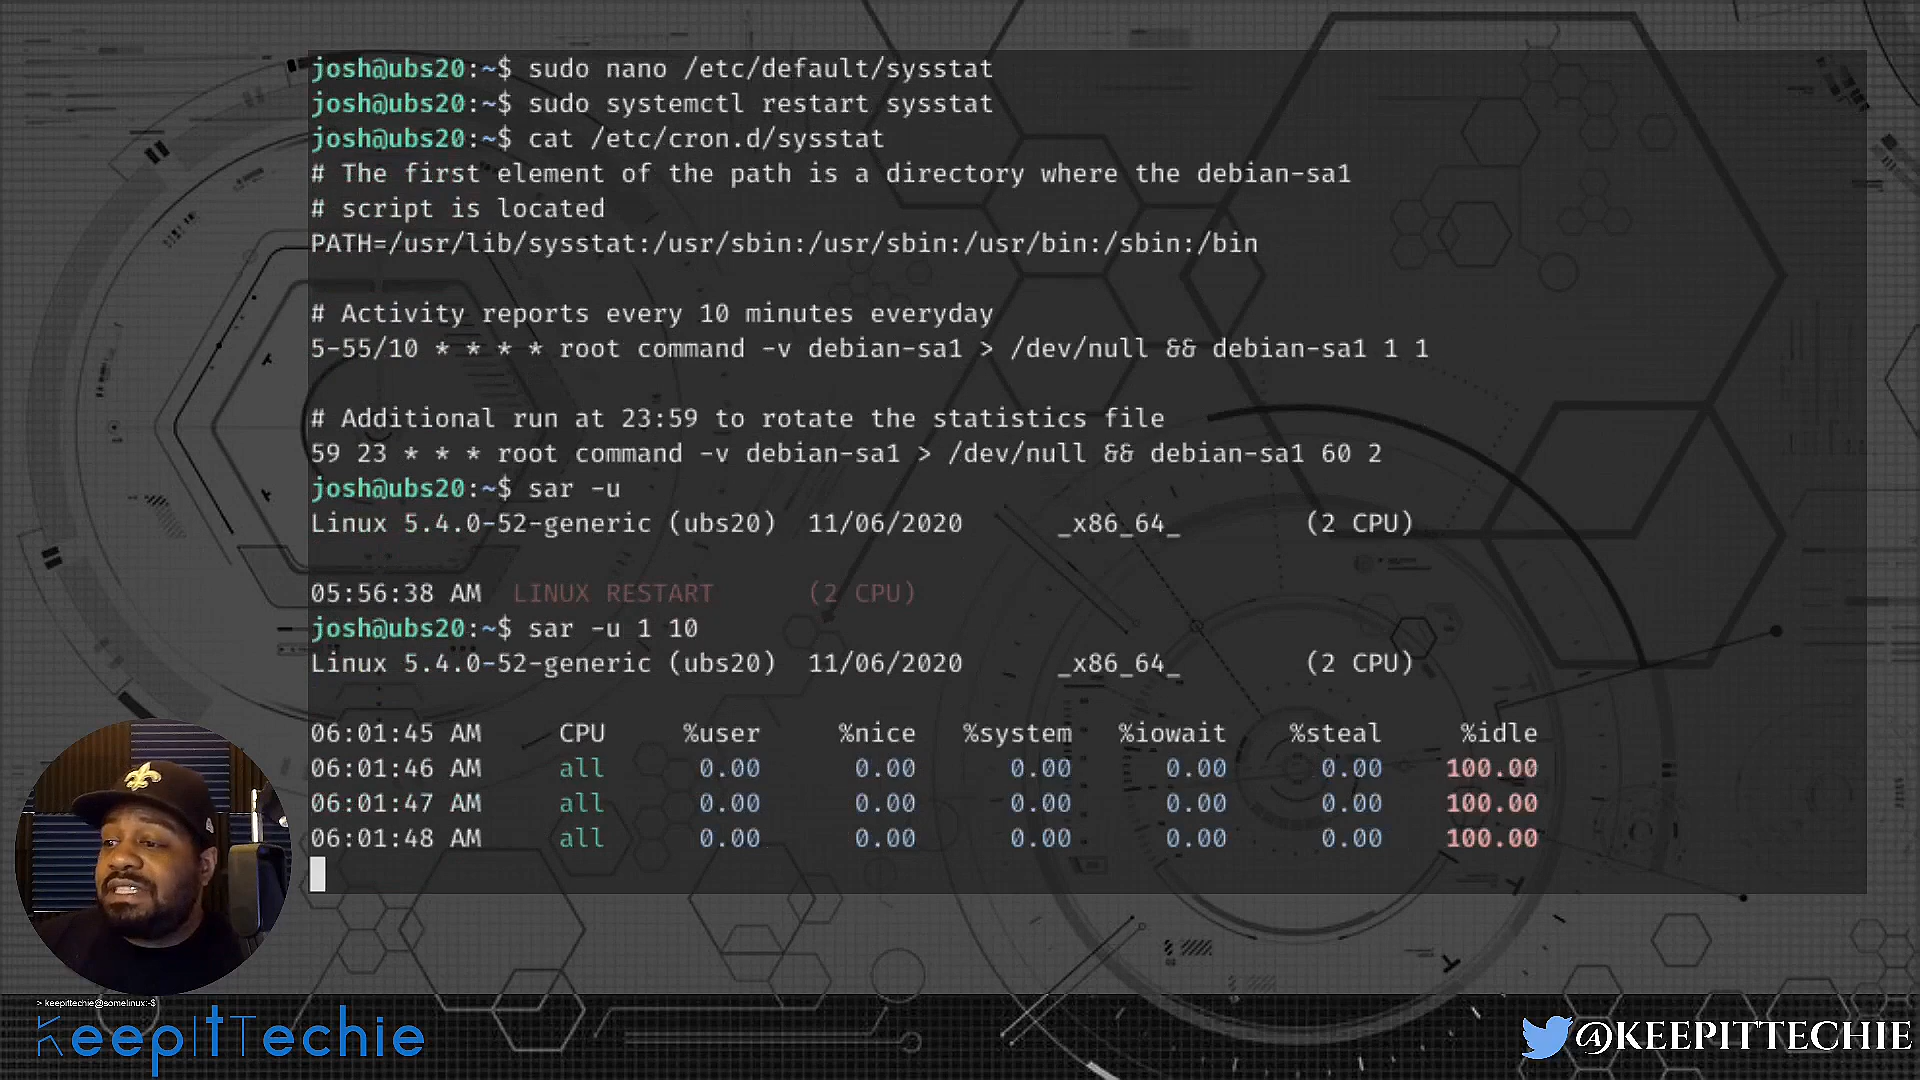 josh@ubs20:~$ sudo nano /etc/default/sysstat
josh@ubs20:~$ sudo systemctl restart sysstat
josh@ubs20:~$ cat /etc/cron.d/sysstat
# The first element of the path is a directory where the debian-sa1
# script is located
PATH=/usr/lib/sysstat:/usr/sbin:/usr/sbin:/usr/bin:/sbin:/bin
# Activity reports every 10 minutes everyday
5-55/10 * * * * root command -v debian-sa1 > /dev/null && debian-sa1 1 1
# Additional run at 23:59 to rotate the statistics file
59 23 * * * root command -v debian-sa1 > /dev/null && debian-sa1 60 2
josh@ubs20:~$ sar -u
Linux 5.4.0-52-generic (ubs20) 11/06/2020 _x86_64_ (2 CPU)
05:56:38 AM LINUX RESTART (2 CPU)
josh@ubs20:~$ sar -u 1 10
Linux 5.4.0-52-generic (ubs20) 11/06/2020 _x86_64_ (2 CPU)
06:01:45 AM CPU %user %nice %system %iowait %steal %idle
06:01:46 AM all 0.00 0.00 0.00 0.00 0.00 100.00
06:01:47 AM all 0.00 0.00 0.00 0.00 0.00 100.00
06:01:48 AM all 0.00 0.00 0.00 0.00 0.00 100.00
> keepittechie@somelinux:~$
KeepItTechie
@KEEPITTECHIE